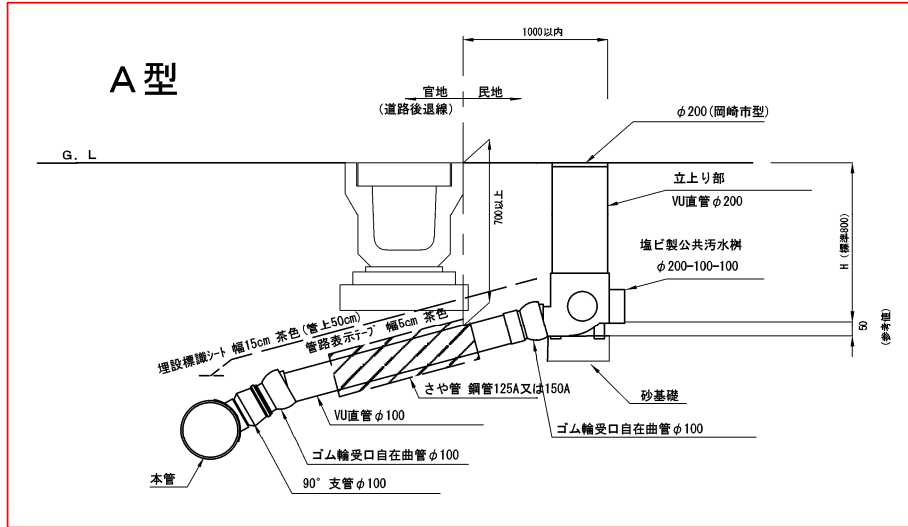 1000以内
A型
官地
民地
(道路後退線)
φ200(岡崎市型)
G. L
立上り部
VU直管φ200
700以上
H (標準800)
塩ビ製公共汚水桝
φ200-100-100
50
(参考値)
埋設標識シート 幅15cm 茶色(管上50cm)
管路表示テープ 幅5cm 茶色
さや管 鋼管125A又は150A
砂基礎
VU直管φ100
ゴム輪受口自在曲管φ100
ゴム輪受口自在曲管φ100
本管
90° 支管φ100